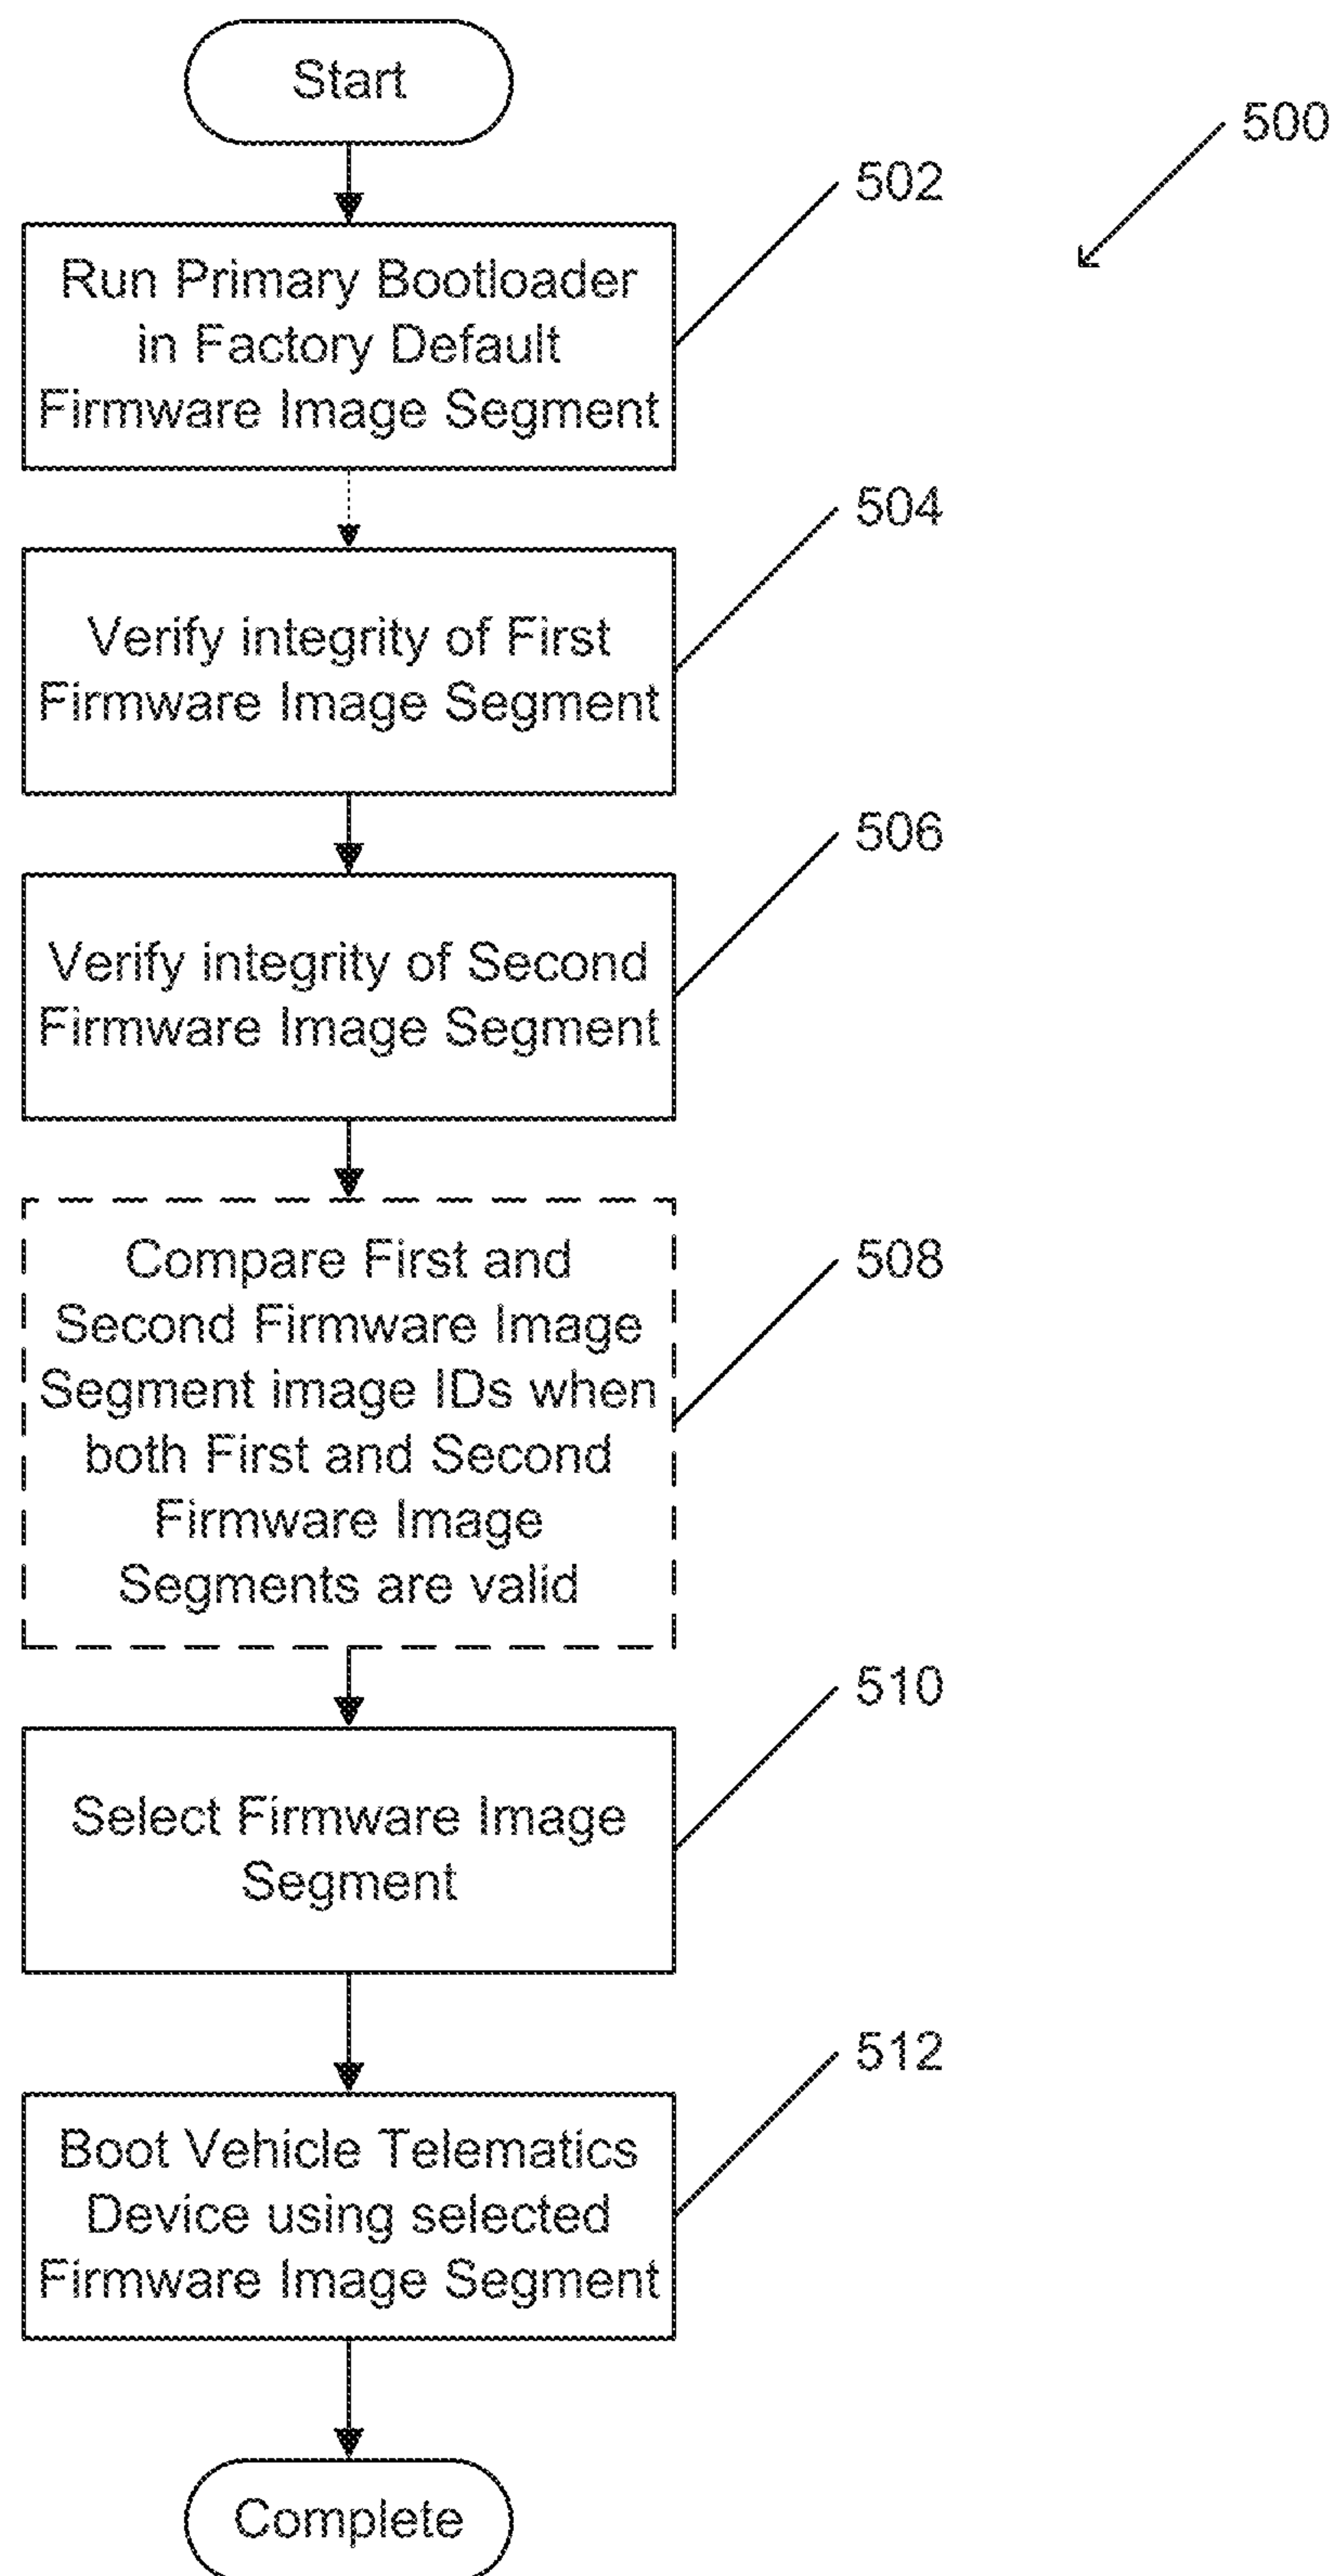 Start
500
502
Run Primary Bootloader
in Factory Default
Firmware Image Segment
504
Verify integrity of First
Firmware Image Segment
506
Verify integrity of Second
Firmware Image Segment
508
Compare First and
Second Firmware Image
Segment image IDs when
both First and Second
Firmware Image
Segments are valid
510
Select Firmware Image
Segment
512
Boot Vehicle Telematics
Device using selected
Firmware Image Segment
Complete